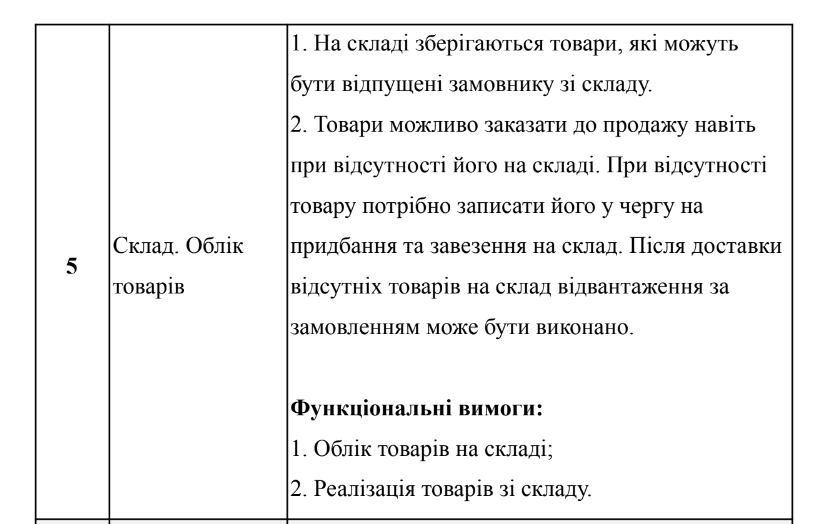 5
Склад. Облік
товарів
1. На складі зберігаються товари, які можуть
бути відпущені замовнику зі складу.
2. Товари можливо заказати до продажу навіть
при відсутності його на складі. При відсутності
товару потрібно записати його у чергу на
придбання та завезення на склад. Після доставки
відсутніх товарів на склад відвантаження за
замовленням може бути виконано.
Функціональні вимоги:
1. Облік товарів на складі;
2. Реалізація товарів зі складу.